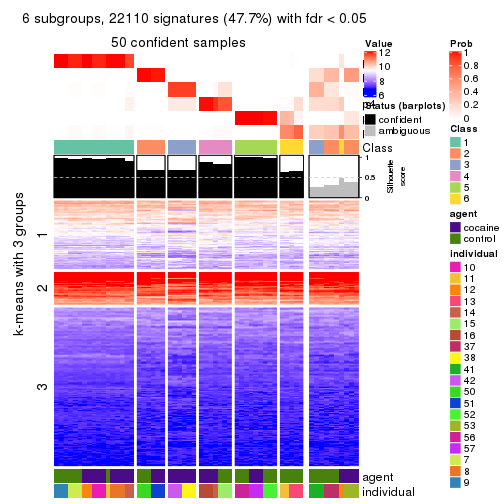 6 subgroups, 22110 signatures (47.7%) with fdr < 0.05
50 confident samples
k-means with 3 groups
1
2
3
Class
1
0.5
0
Silhouette
score
agent
individual
Value
12
10
8
6
Status (barplots)
confident
ambiguous
Prob
1
0.8
0.6
0.4
0.2
0
Class
1
2
3
4
5
6
agent
cocaine
control
Individual
10
11
12
13
14
15
16
37
38
41
42
50
51
52
53
56
57
7
8
9